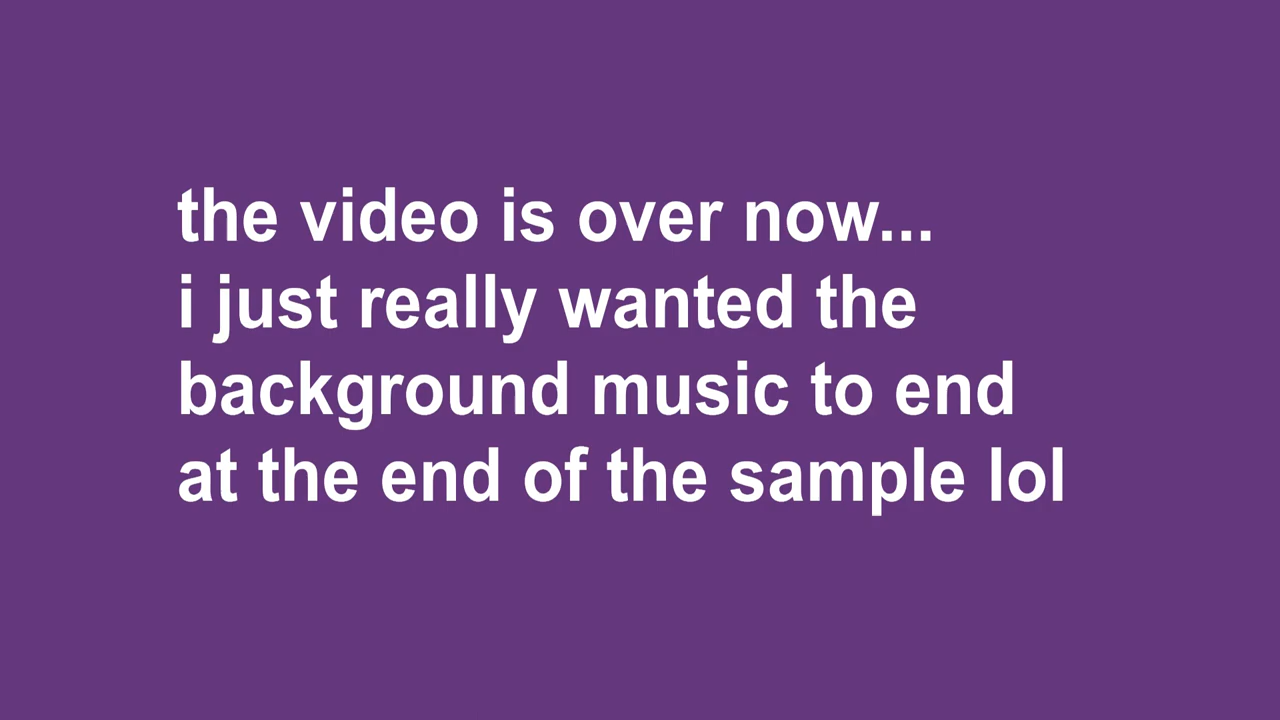 the video is over now...
i just really wanted the
background music to end
at the end of the sample lol